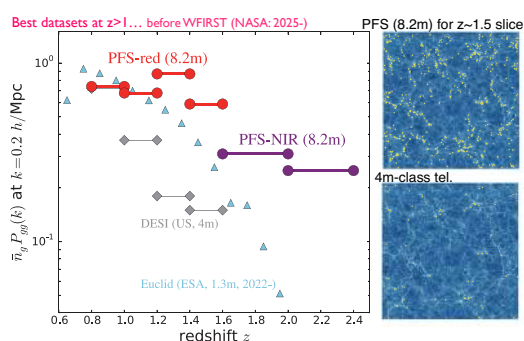 Best datasets at z>1... before WFIRST (NASA: 2025-)
PFS (8.2m) for z~1.5 slice
PFS-red (8.2m)
PFS-NIR (8.2m)
DESI (US, 4m)
Euclid (ESA, 1.3m, 2022-)
4m-class tel.
10⁰
10⁻¹
n̄_g P_gg(k) at k=0.2 h/Mpc
0.6 0.8 1.0 1.2 1.4 1.6 1.8 2.0 2.2 2.4
redshift z